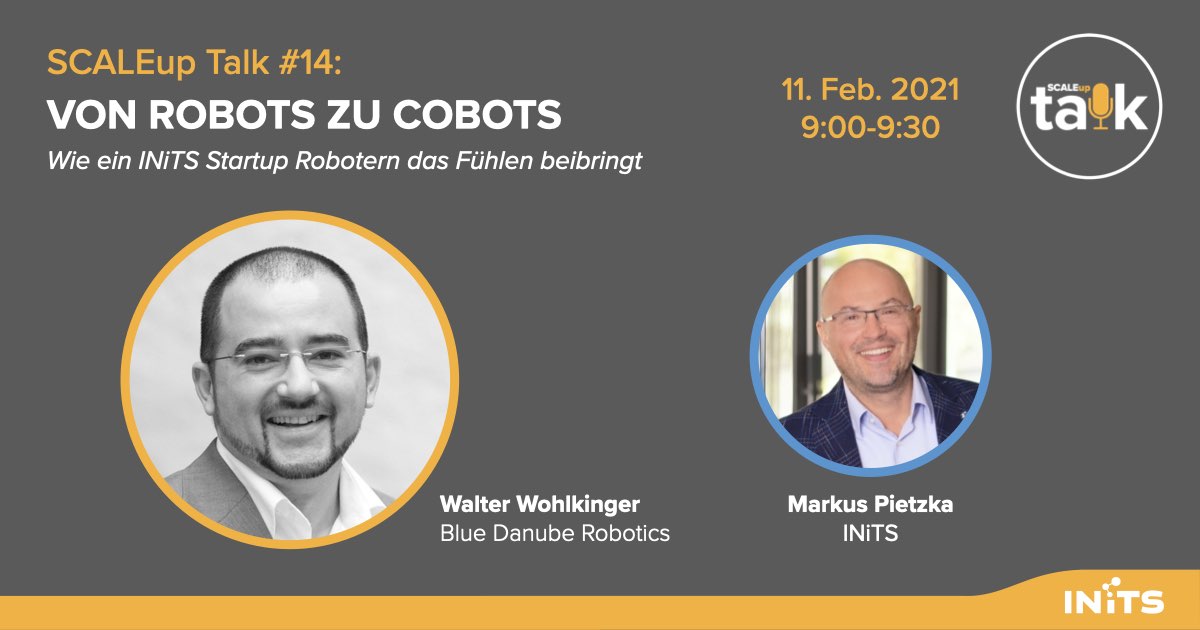 SCALEup Talk #14:
VON ROBOTS ZU COBOTS
Wie ein INiTS Startup Robotern das Fühlen beibringt
11. Feb. 2021
9:00-9:30
SCALEup
talk
Walter Wohlkinger
Blue Danube Robotics
Markus Pietzka
INiTS
INiTS